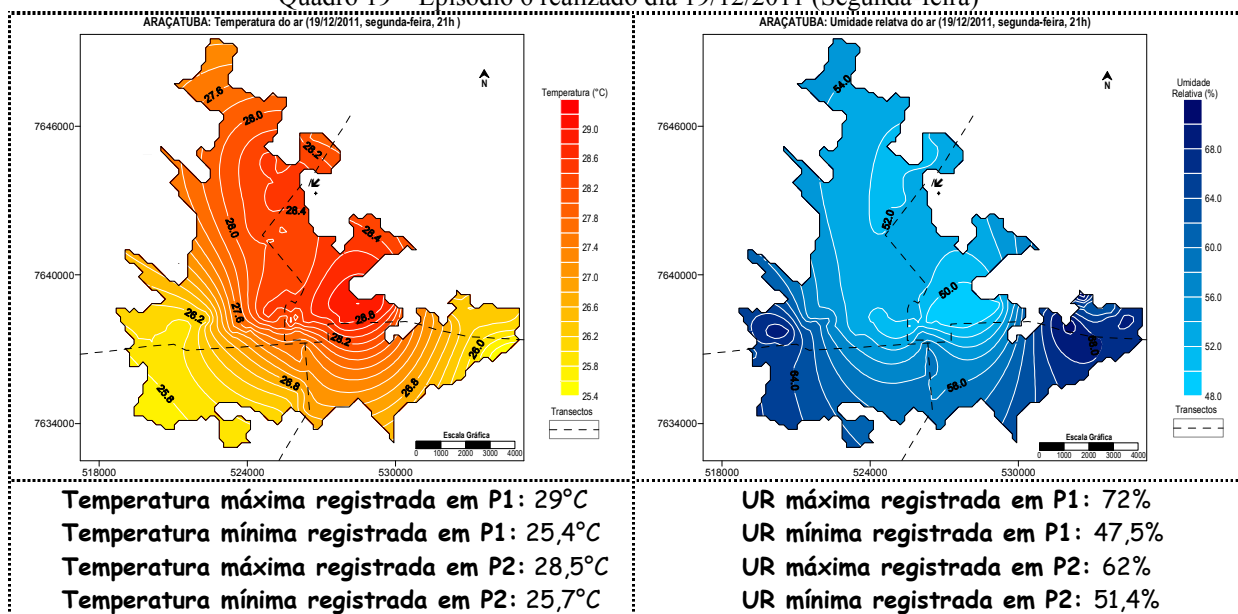 Quadro 19 – Episódio 6 realizado dia 19/12/2011 (Segunda-feira)
ARAÇATUBA: Temperatura do ar (19/12/2011, segunda-feira, 21h )
N
Temperatura (°C)
29.0
28.6
28.2
27.8
27.4
27.0
26.6
26.2
25.8
25.4
Transectos
Escala Gráfica
0 1000 2000 3000 4000
7646000
7640000
7634000
518000 524000 530000
27.6
28.0
28.2
28.4
28.0
28.4
26.2
27.6
28.8
28.2
26.0
25.8
26.8
26.8
ARAÇATUBA: Umidade relatva do ar (19/12/2011, segunda-feira, 21h)
N
Umidade
Relativa (%)
68.0
64.0
60.0
56.0
52.0
48.0
Transectos
Escala Gráfica
0 1000 2000 3000 4000
7646000
7640000
7634000
518000 524000 530000
54.0
52.0
50.0
68.0
64.0
58.0
Temperatura máxima registrada em P1: 29°C
Temperatura mínima registrada em P1: 25,4°C
Temperatura máxima registrada em P2: 28,5°C
Temperatura mínima registrada em P2: 25,7°C
UR máxima registrada em P1: 72%
UR mínima registrada em P1: 47,5%
UR máxima registrada em P2: 62%
UR mínima registrada em P2: 51,4%